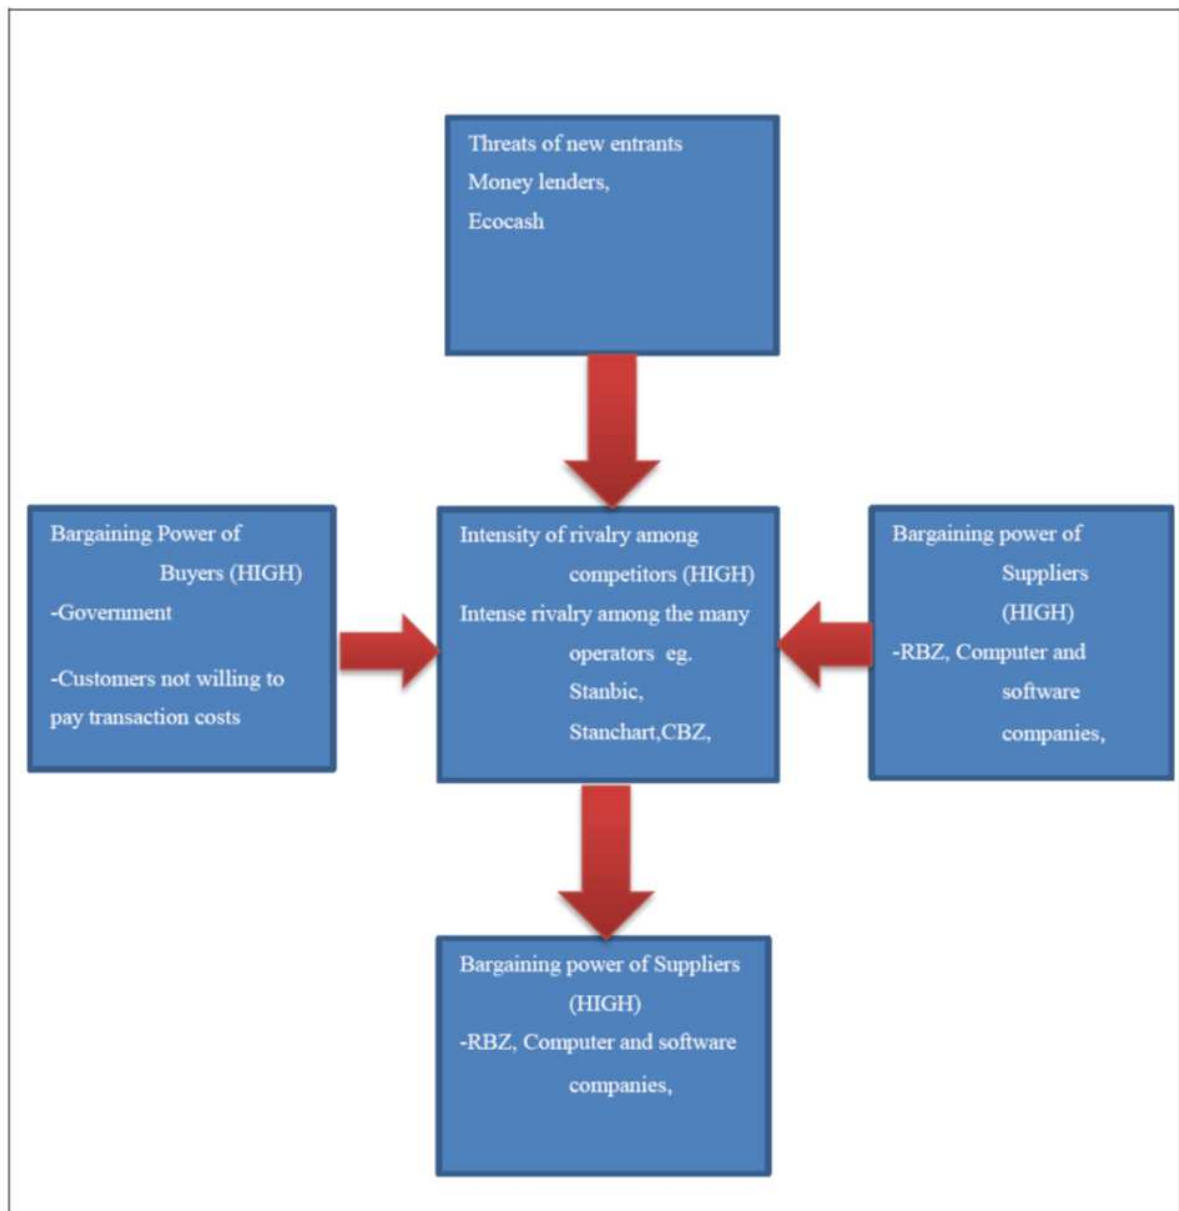 Threats of new entrants
Money lenders,
Ecocash
Bargaining Power of
Buyers (HIGH)
-Government
-Customers not willing to
pay transaction costs
Intensity of rivalry among
competitors (HIGH)
Intense rivalry among the many
operators eg.
Stanbic,
Stanchart,CBZ,
Bargaining power of
Suppliers
(HIGH)
-RBZ, Computer and
software
companies,
Bargaining power of Suppliers
(HIGH)
-RBZ, Computer and software
companies,